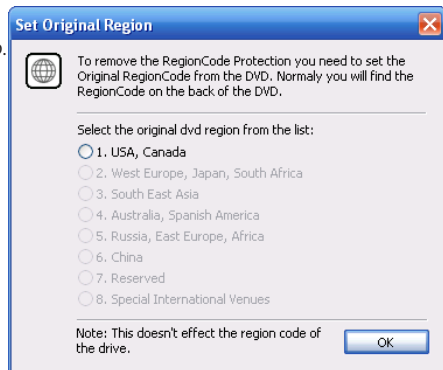 Set Original Region
To remove the RegionCode Protection you need to set the
Original RegionCode from the DVD. Normaly you will find the
RegionCode on the back of the DVD.
Select the original dvd region from the list:
1. USA, Canada
2. West Europe, Japan, South Africa
3. South East Asia
4. Australia, Spanish America
5. Russia, East Europe, Africa
6. China
7. Reserved
8. Special International Venues
Note: This doesn't effect the region code of
the drive.
OK